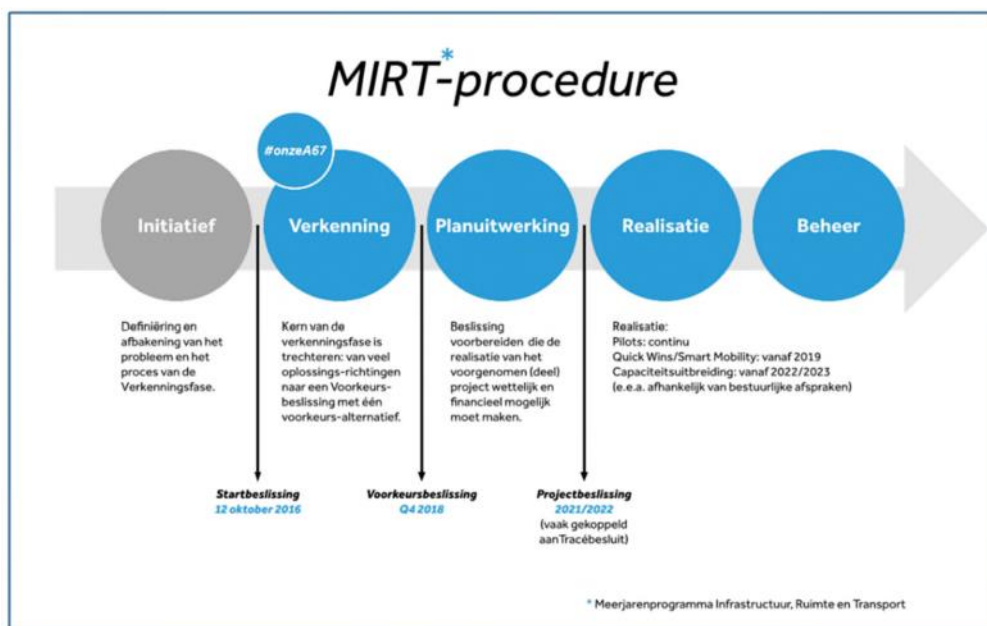 MIRT*-procedure
#onzeA67
Initiatief
Verkenning
Planuitwerking
Realisatie
Beheer
Definiëring en
afbakening van het
probleem en het
proces van de
Verkenningsfase.
Kern van de
verkenningsfase is
trechteren: van veel
oplossings-richtingen
naar een Voorkeurs-
beslissing met één
voorkeurs-alternatief.
Beslissing
voorbereiden die de
realisatie van het
voorgenomen (deel)
project wettelijk en
financieel mogelijk
moet maken.
Realisatie:
Pilots: continu
Quick Wins/Smart Mobility: vanaf 2019
Capaciteitsuitbreiding: vanaf 2022/2023
(e.e.a. afhankelijk van bestuurlijke afspraken)
Startbeslissing
12 oktober 2016
Voorkeursbeslissing
Q4 2018
Projectbeslissing
2021/2022
(vaak gekoppeld
aanTracébesluit)
* Meerjarenprogramma Infrastructuur, Ruimte en Transport